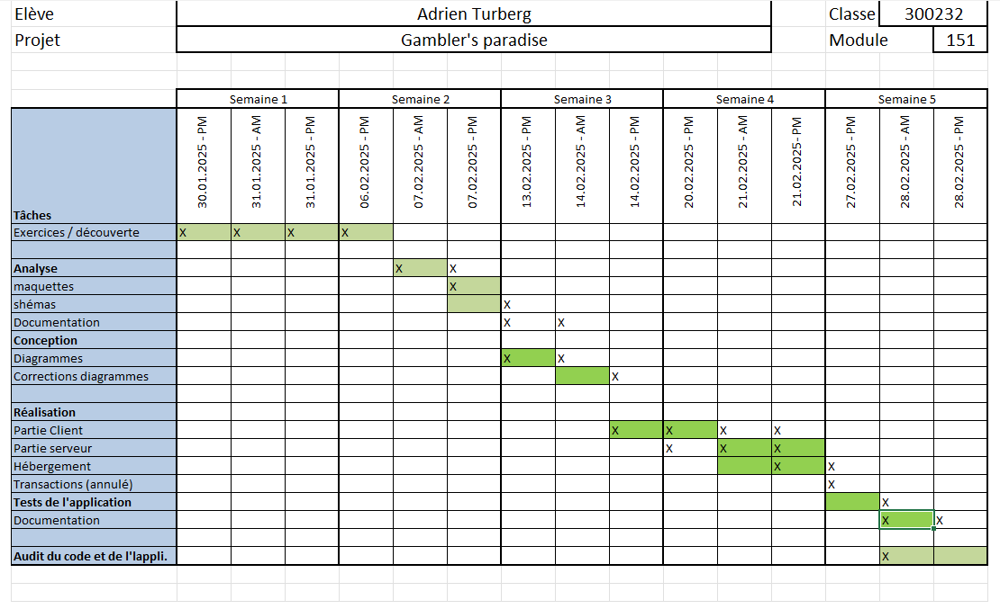 Elève Adrien Turberg Classe 300232
Projet Gambler's paradise Module 151
Semaine 1 Semaine 2 Semaine 3 Semaine 4 Semaine 5
Tâches 30.01.2025 - PM 31.01.2025 - AM 31.01.2025 - PM 06.02.2025 - PM 07.02.2025 - AM 07.02.2025 - PM 13.02.2025 - PM 14.02.2025 - AM 14.02.2025 - PM 20.02.2025 - PM 21.02.2025 - AM 21.02.2025- PM 27.02.2025 - PM 28.02.2025 - AM 28.02.2025 - PM
Exercices / découverte X X X X
Analyse X X
maquettes X
shémas X
Documentation X X
Conception
Diagrammes X X
Corrections diagrammes X
Réalisation
Partie Client X X X X
Partie serveur X X X
Hébergement X X
Transactions (annulé) X
Tests de l'application X
Documentation X X
Audit du code et de l'lappli. X